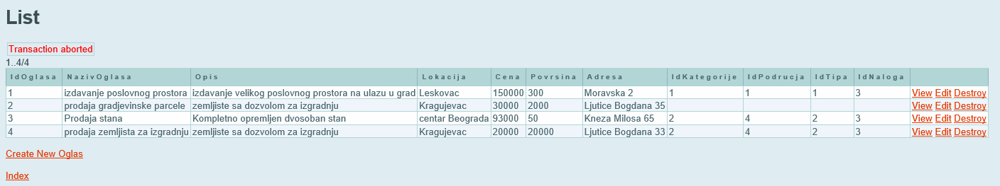 List
Transaction aborted
1..4/4
IdOglasa NazivOglasa Opis Lokacija Cena Povrsina Adresa IdKategorije IdPodrucja IdTipa IdNaloga
1 izdavanje poslovnog prostora izdavanje velikog poslovnog prostora na ulazu u grad Leskovac 150000 300 Moravska 2 1 1 1 3 View Edit Destroy
2 prodaja gradjevinske parcele zemljiste sa dozvolom za izgradnju Kragujevac 30000 2000 Ljutice Bogdana 35 View Edit Destroy
3 Prodaja stana Kompletno opremljen dvosoban stan centar Beograda 93000 50 Kneza Milosa 65 2 4 2 3 View Edit Destroy
4 prodaja zemljista za izgradnju zemljiste sa dozvolom za izgradnju Kragujevac 20000 20000 Ljutice Bogdana 33 2 4 2 3 View Edit Destroy
Create New Oglas
Index